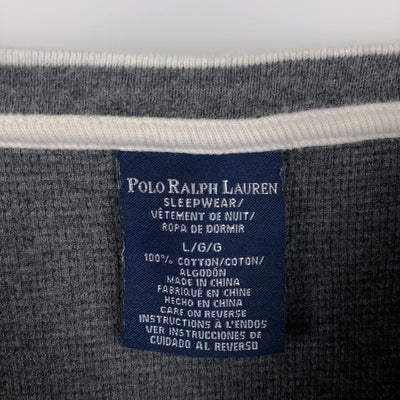 POLO RALPH LAUREN
SLEEPWEAR/
VÊTEMENT DE NUIT/
ROPA DE DORMIR
L/G/G
100% COTTON/COTON/
ALGODÓN
MADE IN CHINA
FABRIQUÉ EN CHINE
HECHO EN CHINA
CARE ON REVERSE
INSTRUCTIONS À L'ENDOS
VER INSTRUCCIONES DE
CUIDADO AL REVERSO